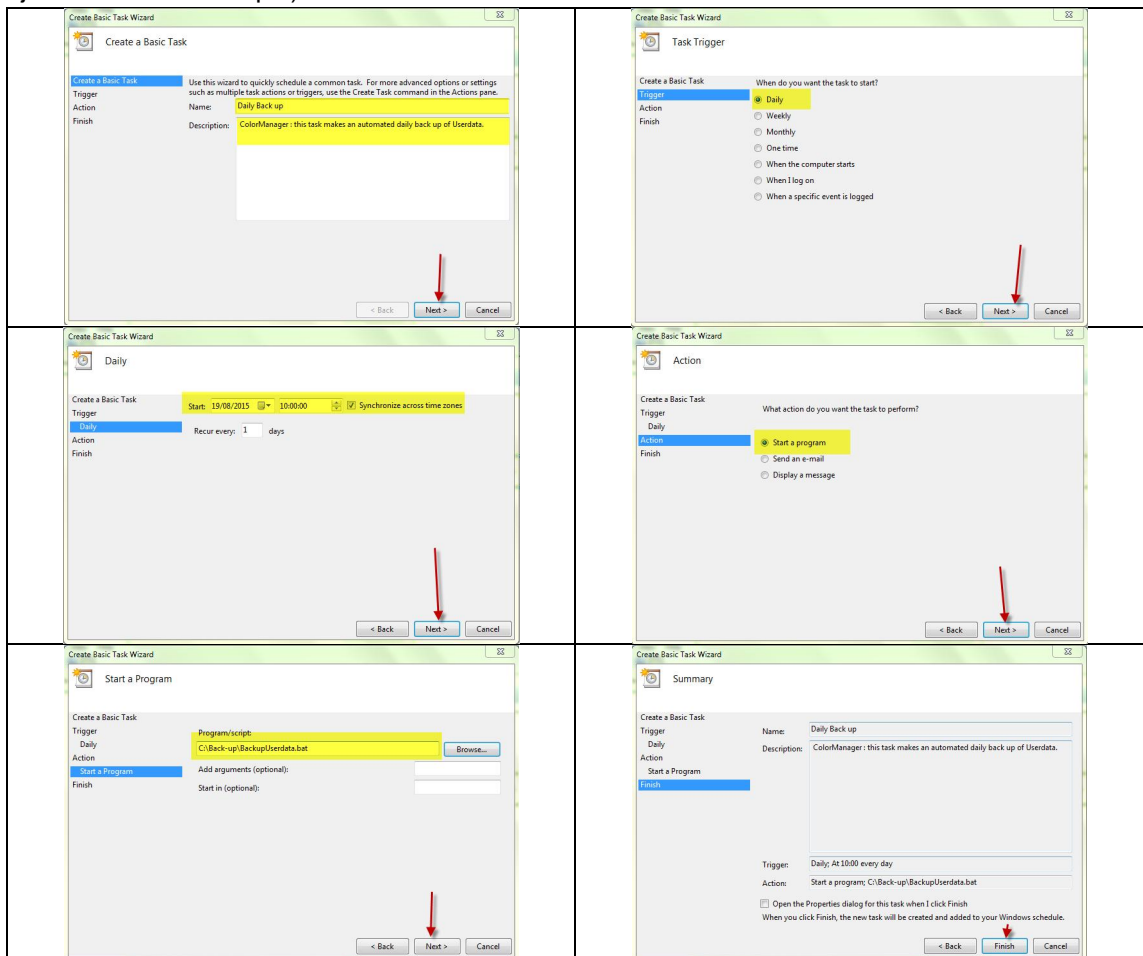 Create Basic Task Wizard
Create a Basic Task
Create a Basic Task
Trigger
Action
Finish
Use this wizard to quickly schedule a common task. For more advanced options or settings
such as multiple task actions or triggers, use the Create Task command in the Actions pane.
Name: Daily Back up
Description: ColorManager : this task makes an automated daily back up of Userdata.
< Back Next > Cancel
Create Basic Task Wizard
Task Trigger
Create a Basic Task
Trigger
Action
Finish
When do you want the task to start?
Daily
Weekly
Monthly
One time
When the computer starts
When I log on
When a specific event is logged
< Back Next > Cancel
Create Basic Task Wizard
Daily
Create a Basic Task
Trigger
Daily
Action
Finish
Start: 19/08/2015 10:00:00 Synchronize across time zones
Recur every: 1 days
< Back Next > Cancel
Create Basic Task Wizard
Action
Create a Basic Task
Trigger
Daily
Action
Finish
What action do you want the task to perform?
Start a program
Send an e-mail
Display a message
< Back Next > Cancel
Create Basic Task Wizard
Start a Program
Create a Basic Task
Trigger
Daily
Action
Start a Program
Finish
Program/script:
C:\Back-up\BackupUserdata.bat Browse...
Add arguments (optional):
Start in (optional):
< Back Next > Cancel
Create Basic Task Wizard
Summary
Create a Basic Task
Trigger
Daily
Action
Start a Program
Finish
Name: Daily Back up
Description: ColorManager : this task makes an automated daily back up of Userdata.
Trigger: Daily; At 10:00 every day
Action: Start a program; C:\Back-up\BackupUserdata.bat
Open the Properties dialog for this task when I click Finish
When you click Finish, the new task will be created and added to your Windows schedule.
< Back Finish Cancel